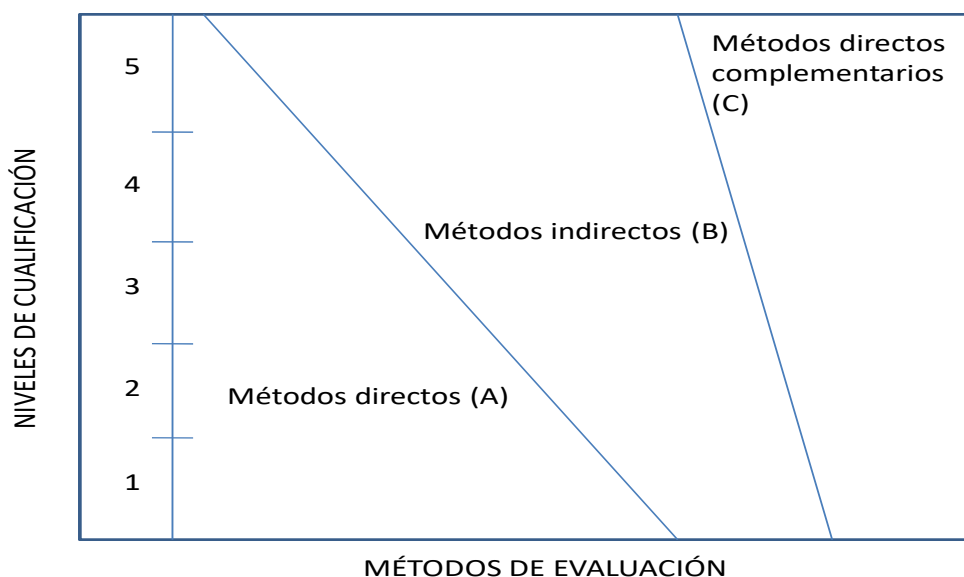 NIVELES DE CUALIFICACIÓN
5
4
3
2
1
Métodos directos
complementarios
(C)
Métodos indirectos (B)
Métodos directos (A)
MÉTODOS DE EVALUACIÓN